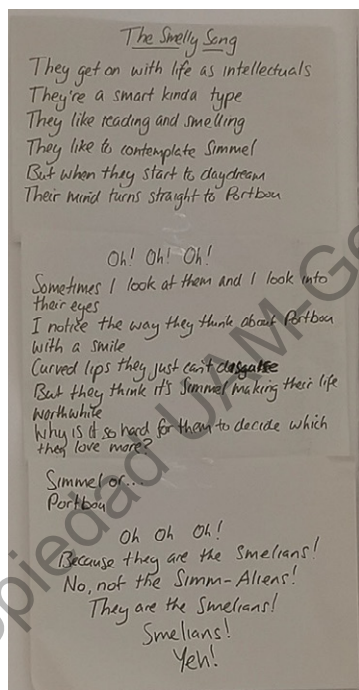 The Smelly Song
They get on with life as intellectuals
They're a smart kinda type
They like reading and smelling
They like to contemplate Simmel
But when they start to daydream
Their mind turns straight to Portbou
Oh! Oh! Oh!
Sometimes I look at them and I look into
their eyes
I notice the way they think about Portbou
with a smile
Curved lips they just can't disguise
But they think it's Simmel making their life
worthwhile
Why is it so hard for them to decide which
they love more?
Simmel or...
Portbou
Oh Oh Oh!
Because they are the Smelians!
No, not the Simm-Aliens!
They are the Smelians!
Smelians!
Yeh!
piedad UAM-Ge